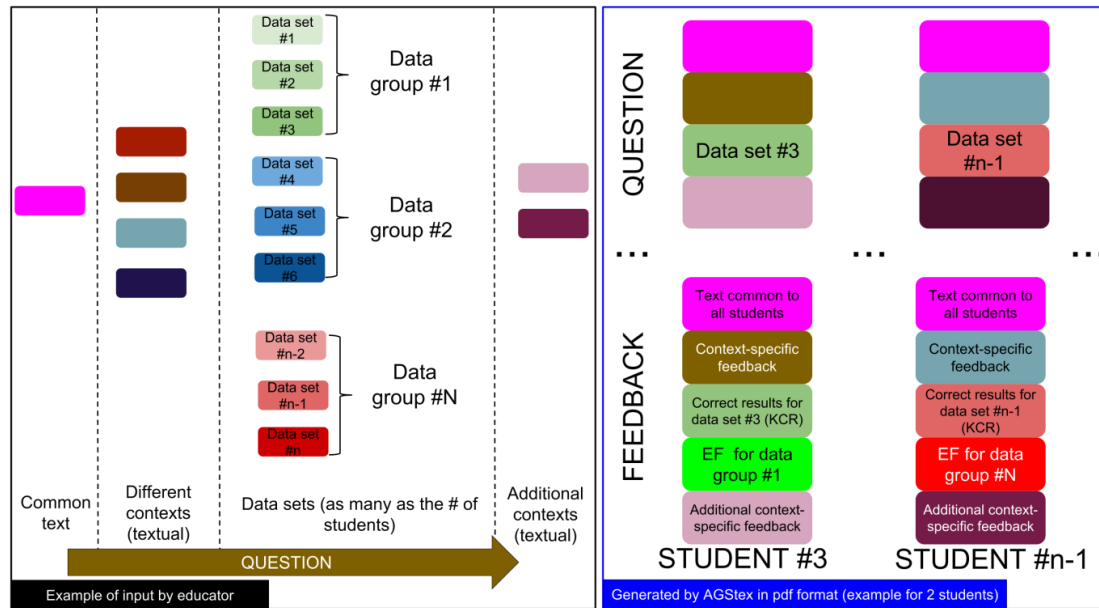 Data set
#1
Data set
#2
Data set
#3
Data
group #1
Data set
#4
Data set
#5
Data set
#6
Data
group #2
Data set
#n-2
Data set
#n-1
Data set
#n
Data
group #N
Common
text
Different
contexts
(textual)
Data sets (as many as the # of
students)
Additional
contexts
(textual)
QUESTION
Example of input by educator
QUESTION
Data set #3
Data set
#n-1
...
...
...
FEEDBACK
Text common to
all students
Context-specific
feedback
Correct results for
data set #3 (KCR)
EF for data
group #1
Additional context-
specific feedback
STUDENT #3
Text common to
all students
Context-specific
feedback
Correct results for
data set #n-1
(KCR)
EF for data
group #N
Additional context-
specific feedback
STUDENT #n-1
Generated by AGStex in pdf format (example for 2 students)